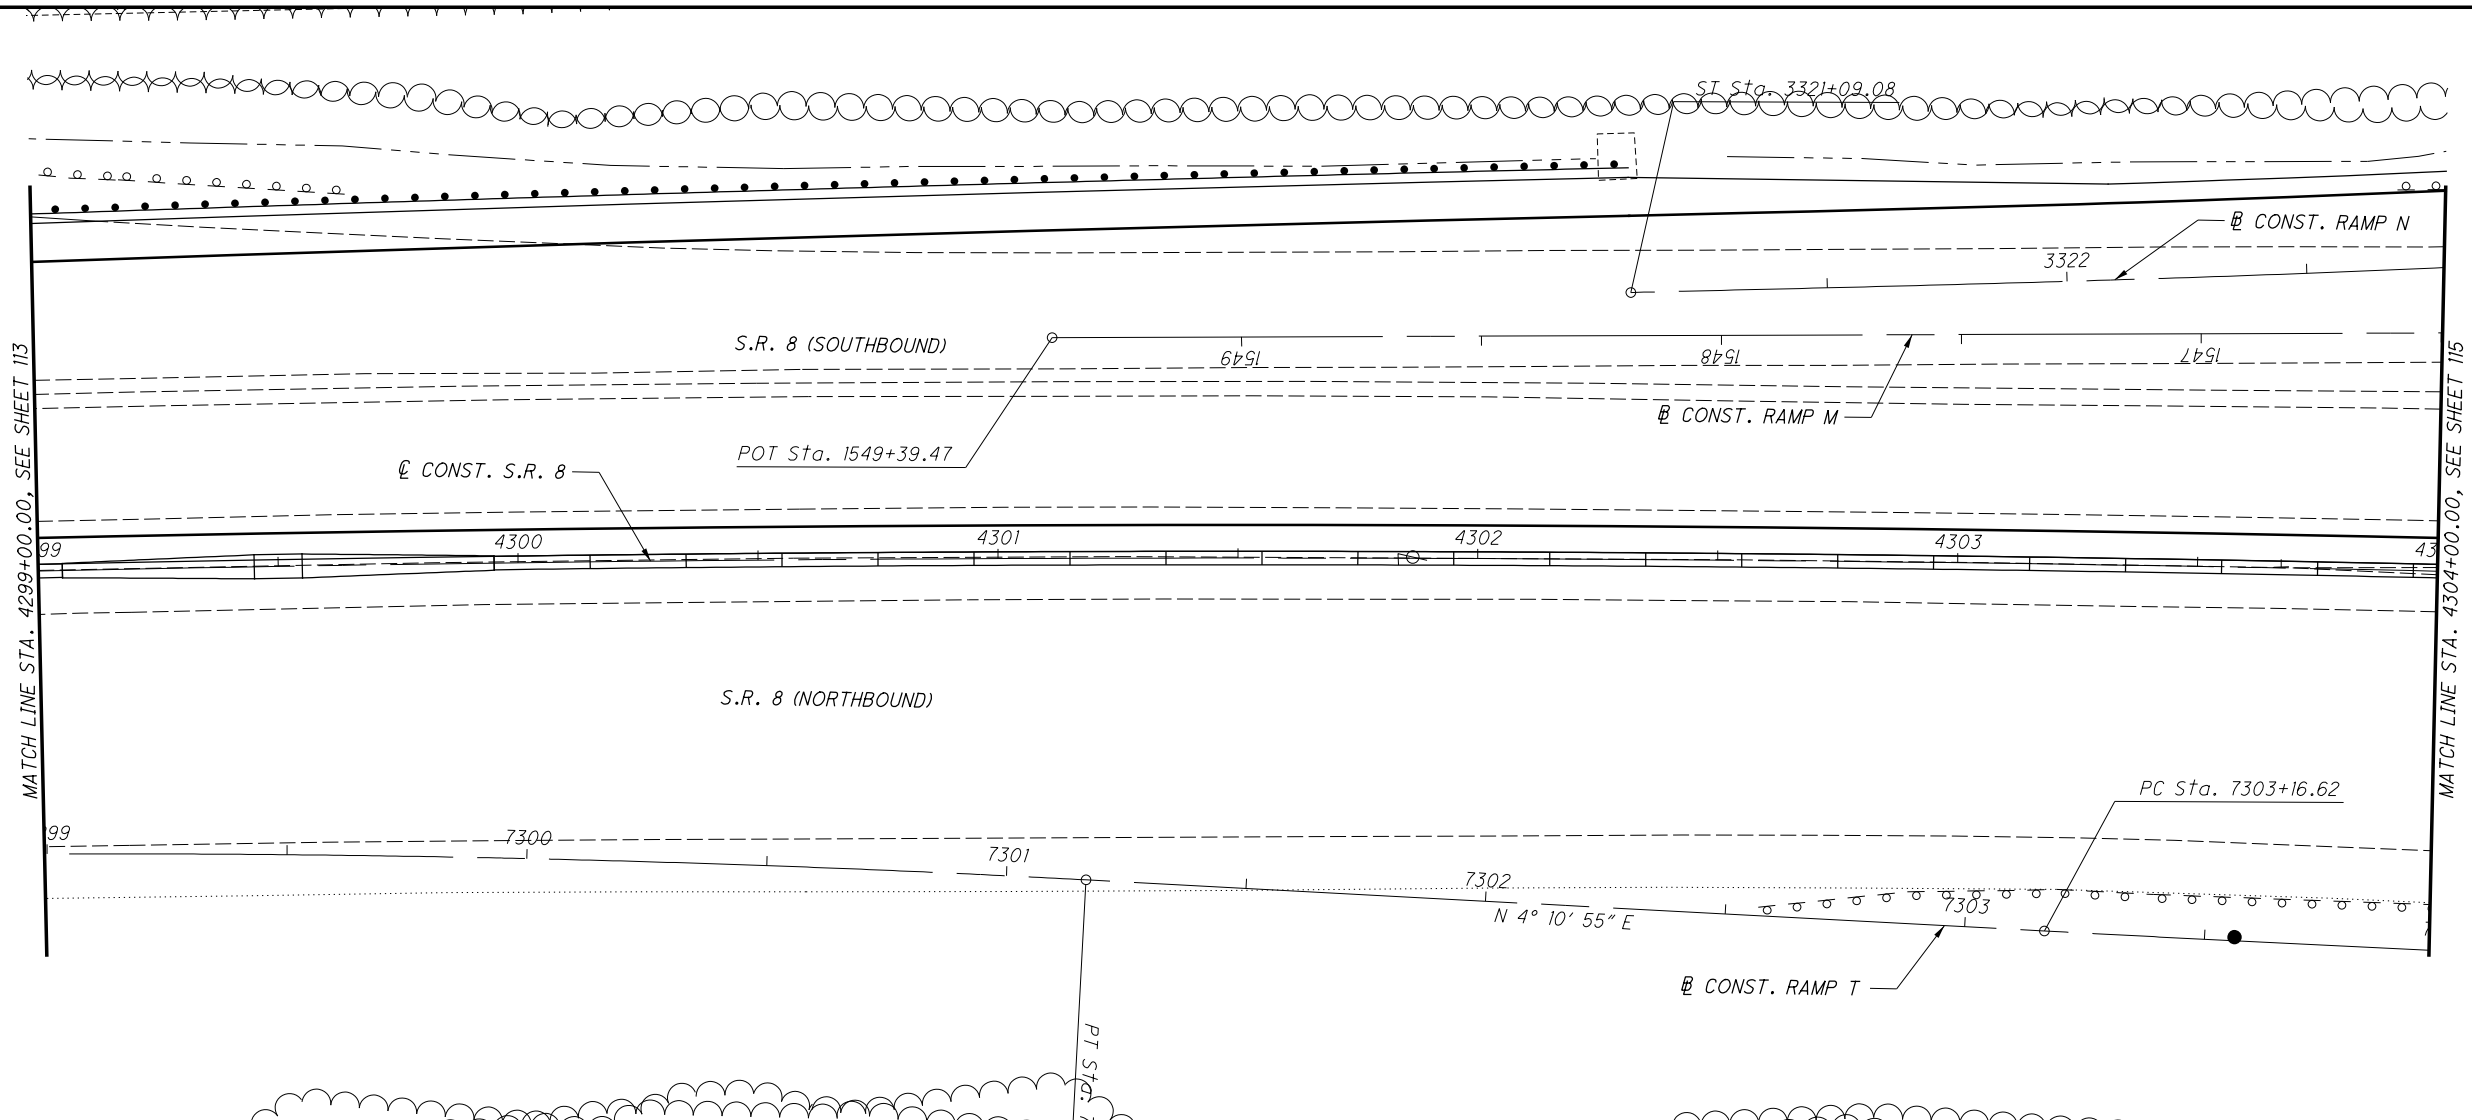 ST Sta. 3321+09.08
℄ CONST. RAMP N
3322
S.R. 8 (SOUTHBOUND)
1549
1548
1547
MATCH LINE STA. 4299+00.00, SEE SHEET 113
MATCH LINE STA. 4304+00.00, SEE SHEET 115
℄ CONST. RAMP M
POT Sta. 1549+39.47
℄ CONST. S.R. 8
99
4300
4301
4302
4303
43
S.R. 8 (NORTHBOUND)
PC Sta. 7303+16.62
99
7300
7301
7302
7303
N 4° 10' 55" E
℄ CONST. RAMP T
PT Sta.